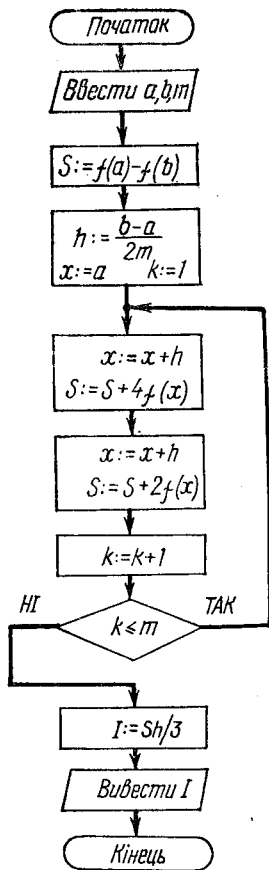 Початок
Ввести a,b,m
S:=f(a)-f(b)
h:=b-a/2m
x:=a k:=1
x:=x+h
S:=S+4f(x)
x:=x+h
S:=S+2f(x)
k:=k+1
НІ
ТАК
k≤m
I:=Sh/3
Вивести I
Кінець